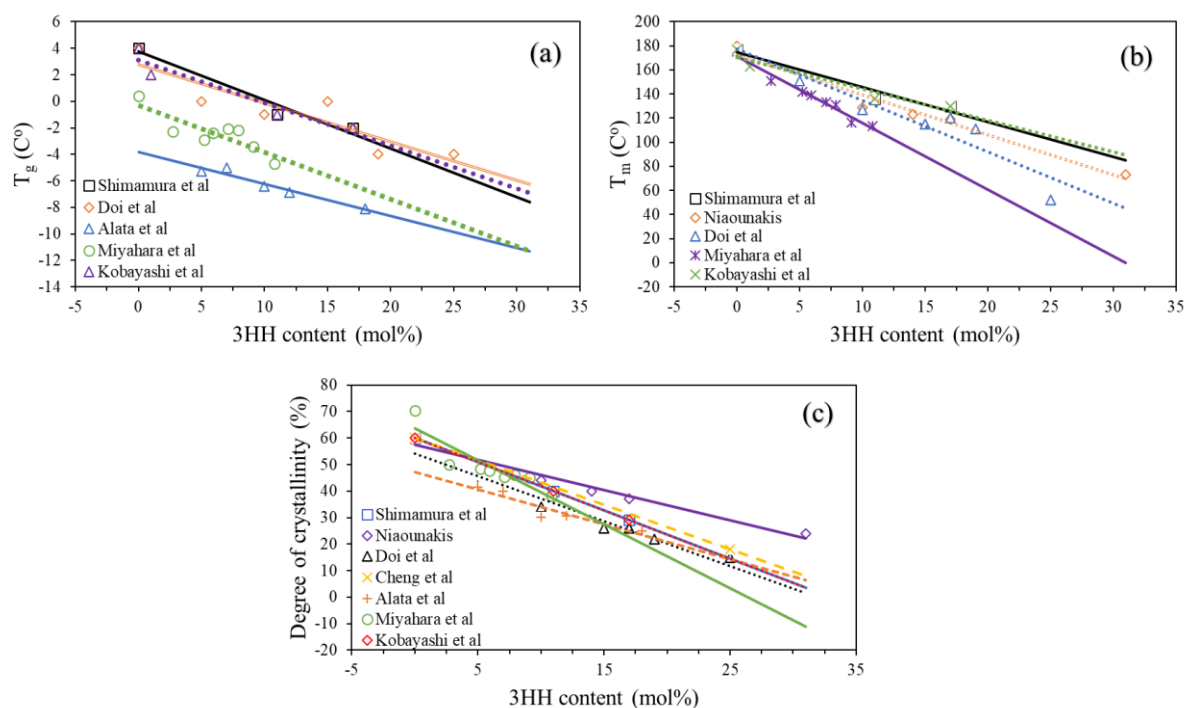 (a)
6
4
2
0
-2
-4
-6
-8
-10
-12
-14
T_g (C°)
Shimamura et al
Doi et al
Alata et al
Miyahara et al
Kobayashi et al
-5 0 5 10 15 20 25 30 35
3HH content (mol%)
(b)
200
180
160
140
120
100
80
60
40
20
0
-20
T_m (C°)
Shimamura et al
Niaounakis
Doi et al
Miyahara et al
Kobayashi et al
-5 0 5 10 15 20 25 30 35
3HH content (mol%)
(c)
80
70
60
50
40
30
20
10
0
-10
-20
Degree of crystallinity (%)
Shimamura et al
Niaounakis
Doi et al
Cheng et al
Alata et al
Miyahara et al
Kobayashi et al
-5 5 15 25 35
3HH content (mol%)